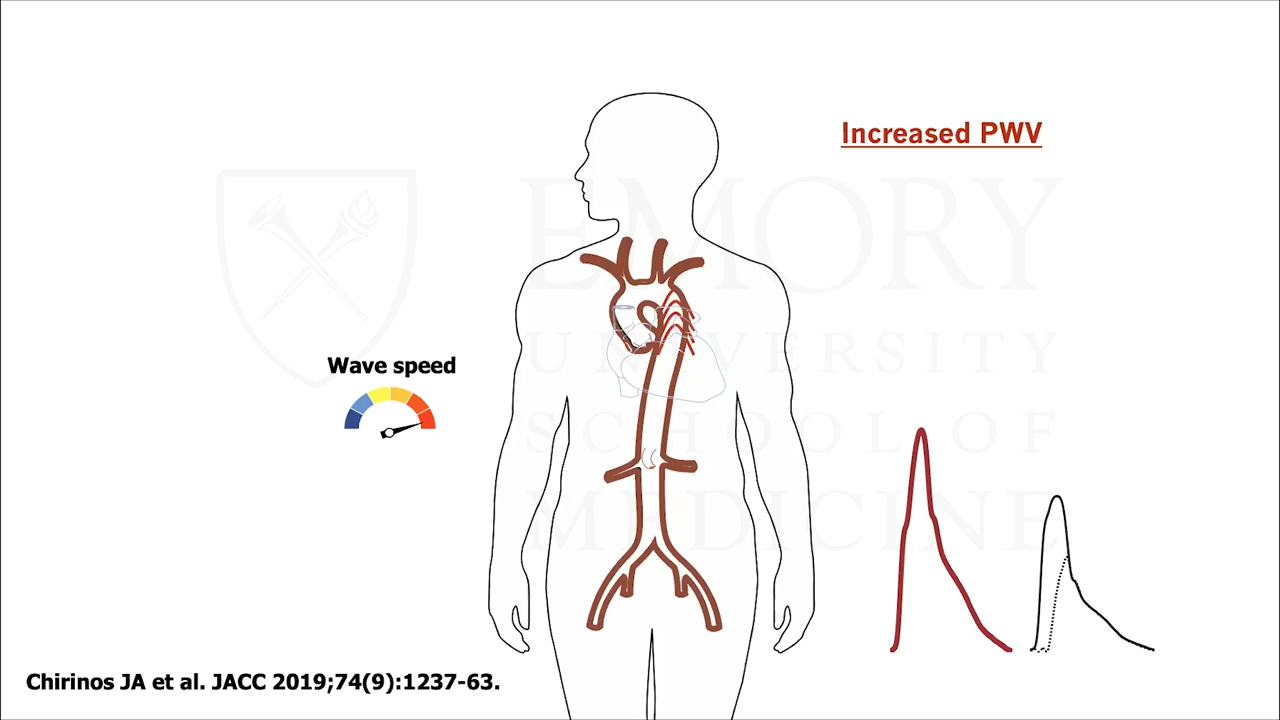 Increased PWV
EMORY
UNIVERSITY
SCHOOL OF
MEDICINE
Wave speed
Chirinos JA et al. JACC 2019;74(9):1237-63.